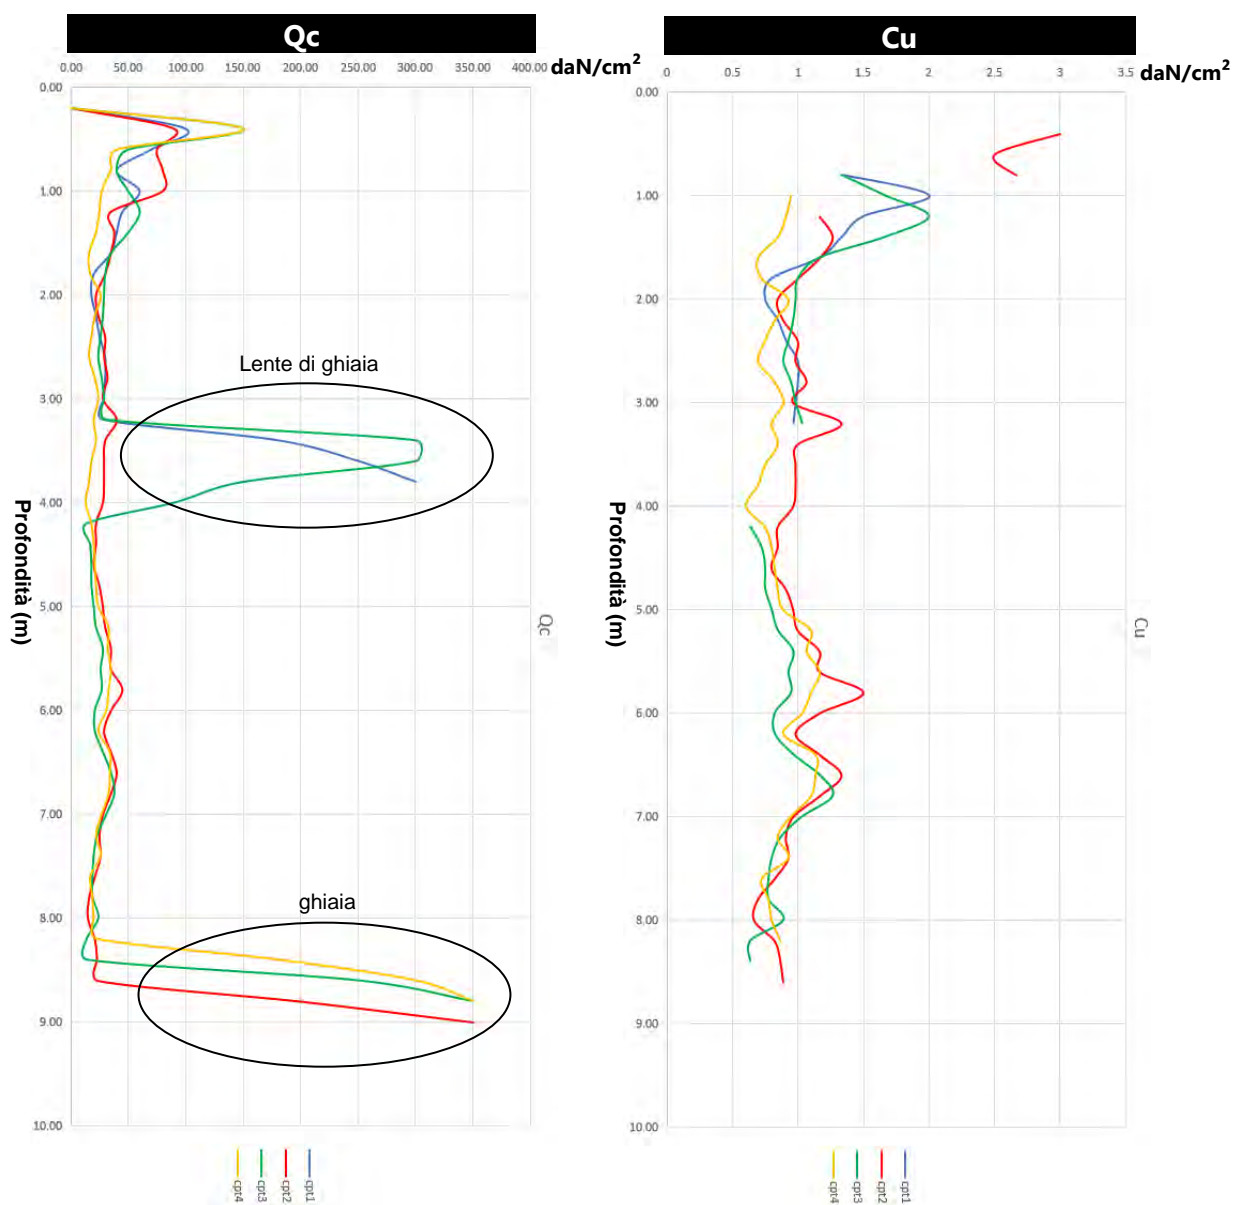 Qc
0.00 50.00 100.00 150.00 200.00 250.00 300.00 350.00 400.00 daN/cm²
0.00
1.00
2.00
3.00
4.00
5.00
6.00
7.00
8.00
9.00
10.00
Profondità (m)
Lente di ghiaia
ghiaia
Qc
cpt4 cpt3 cpt2 cpt1
Cu
0 0.5 1 1.5 2 2.5 3 3.5 daN/cm²
0.00
1.00
2.00
3.00
4.00
5.00
6.00
7.00
8.00
9.00
10.00
Profondità (m)
Cu
cpt4 cpt3 cpt2 cpt1